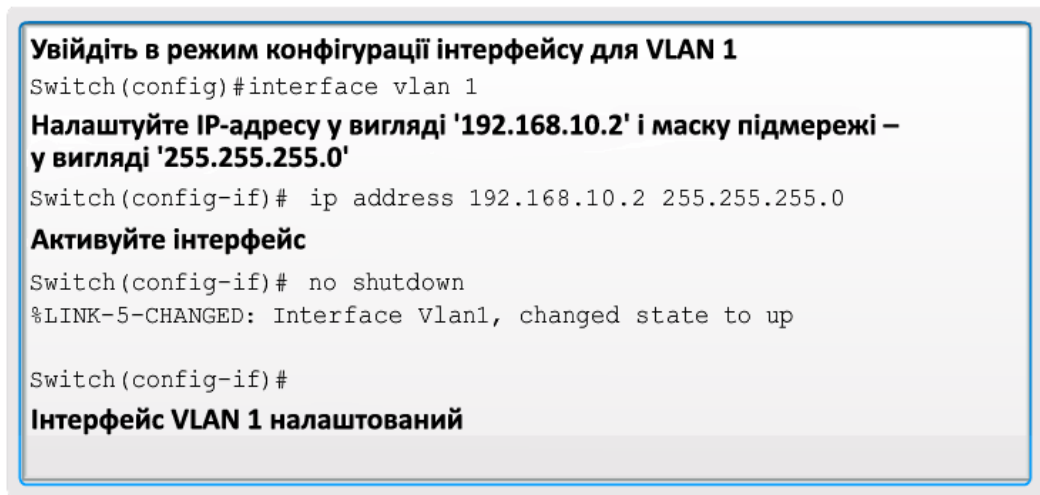 Увійдіть в режим конфігурації інтерфейсу для VLAN 1
Switch(config)#interface vlan 1
Налаштуйте IP-адресу у вигляді '192.168.10.2' і маску підмережі –
у вигляді '255.255.255.0'
Switch(config-if)# ip address 192.168.10.2 255.255.255.0
Активуйте інтерфейс
Switch(config-if)# no shutdown
%LINK-5-CHANGED: Interface Vlan1, changed state to up
Switch(config-if)#
Інтерфейс VLAN 1 налаштований